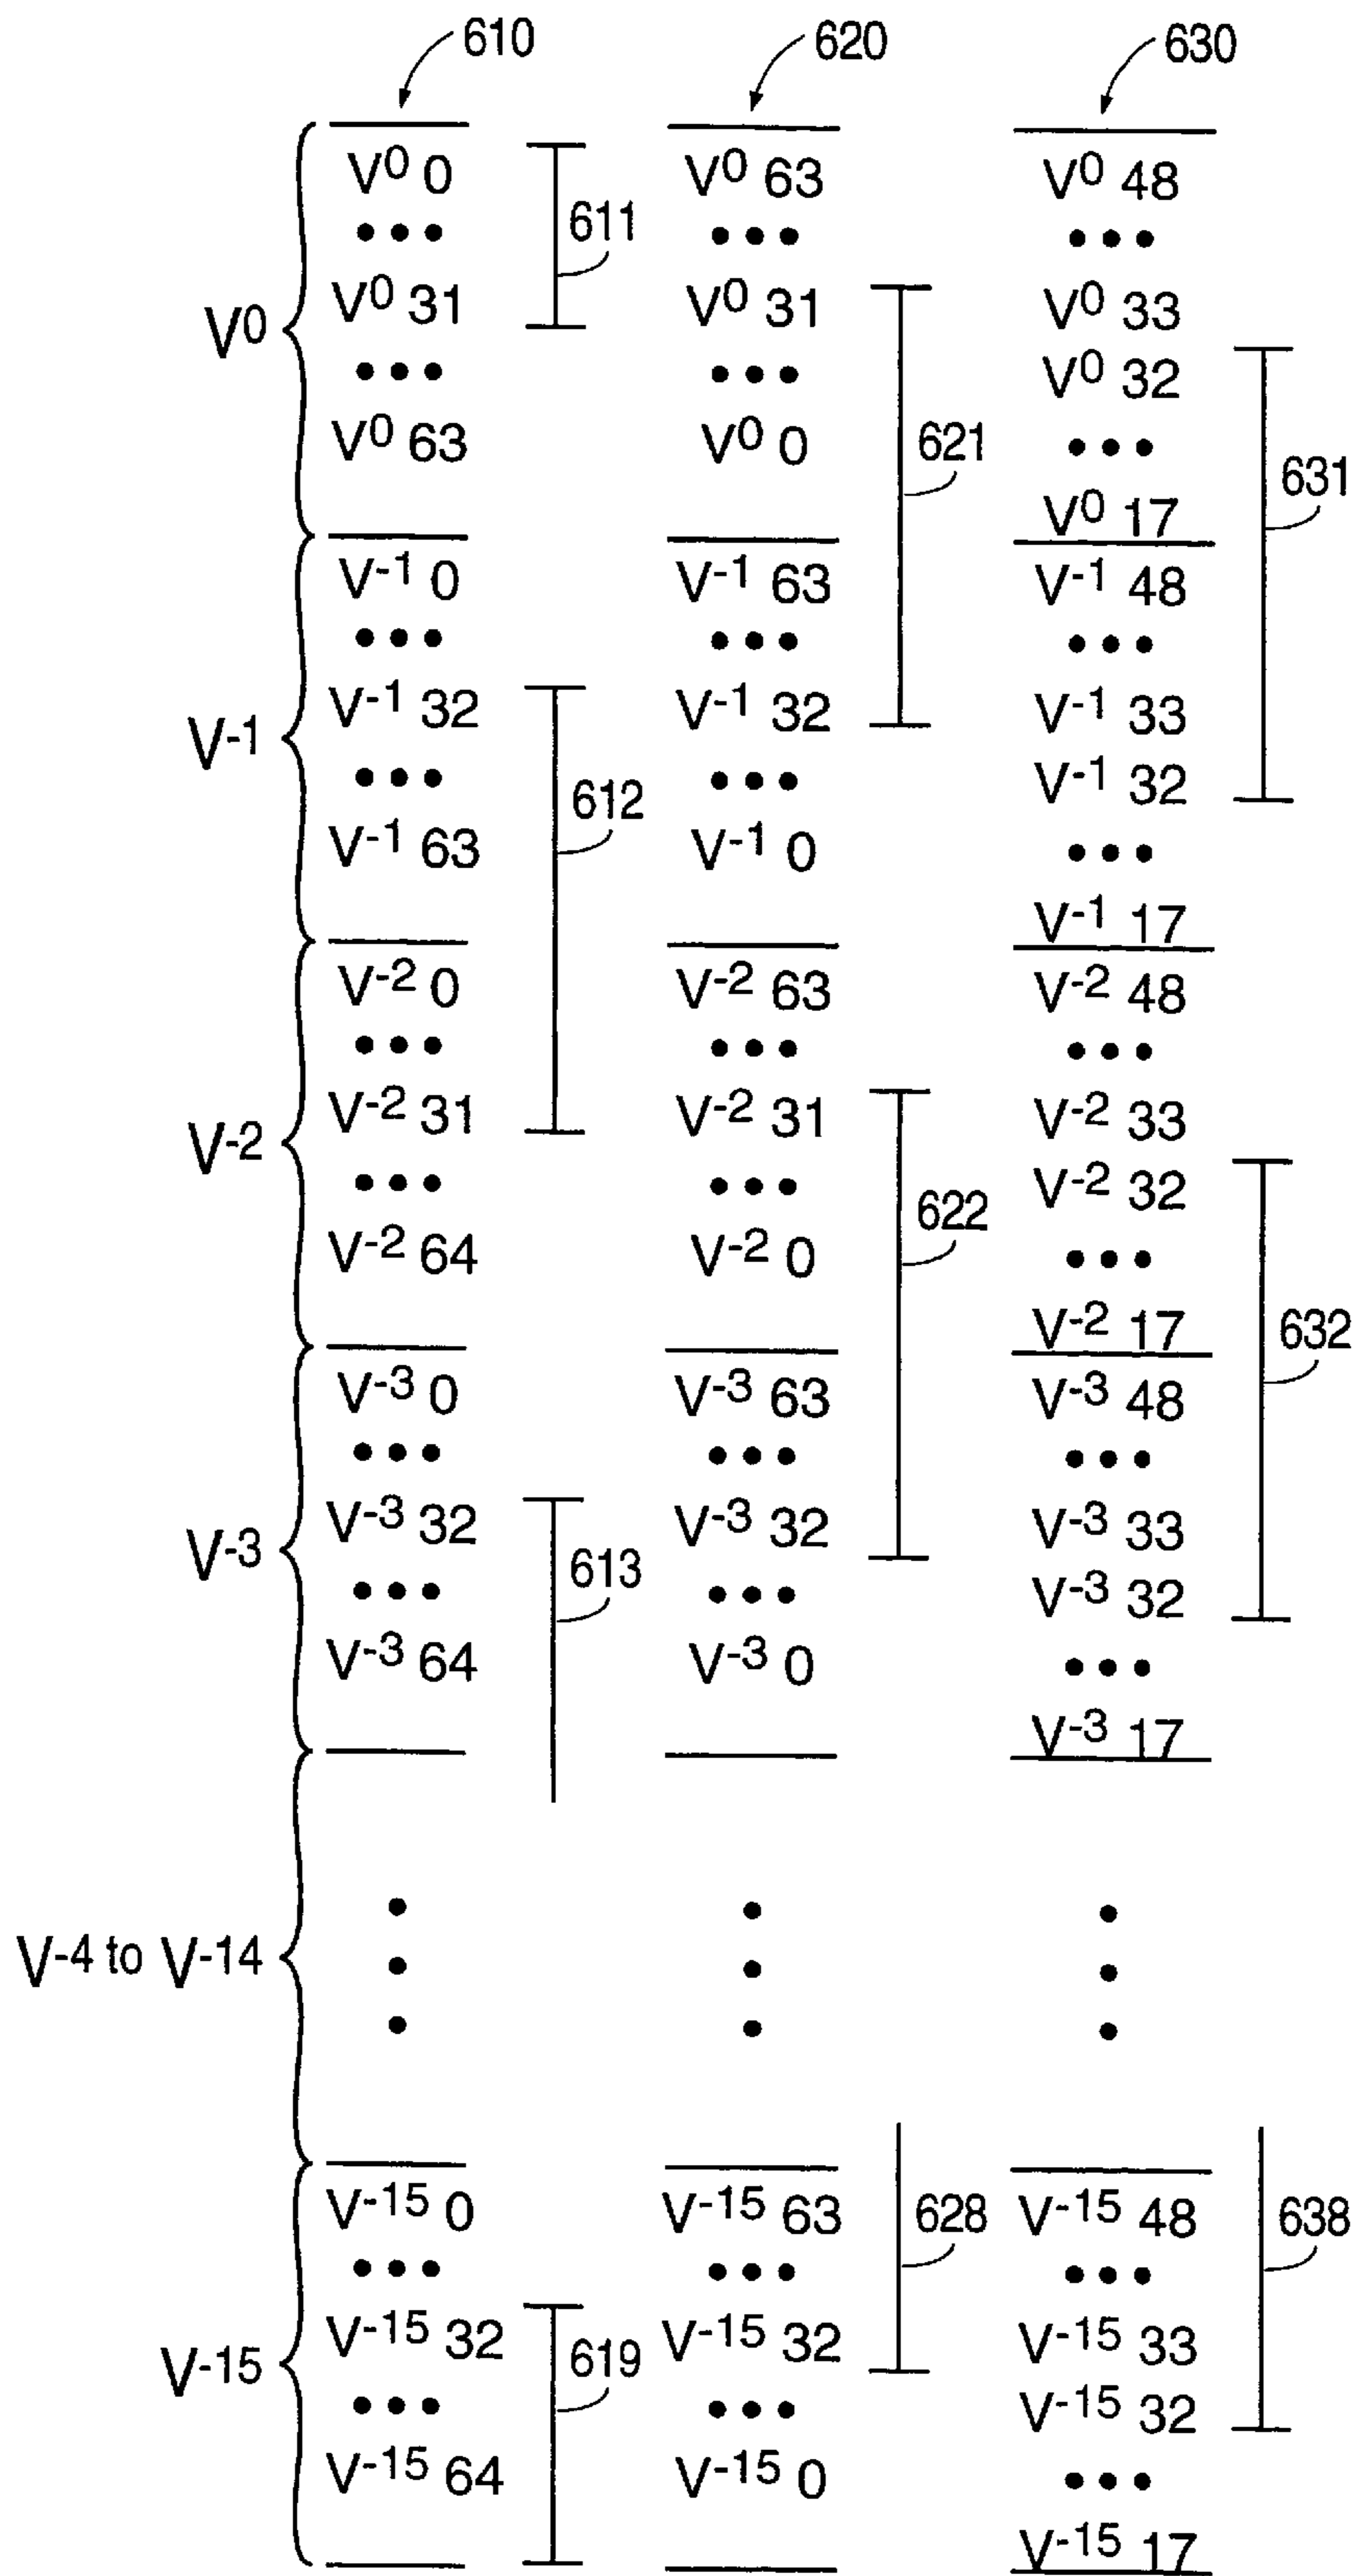 610 620 630
V0 0 V0 63 V0 48
611
V0 31 V0 31 V0 33
V0 V0 32
V0 63 V0 0 621 631
V0 17
V-1 0 V-1 63 V-1 48
V-1 32 V-1 32 V-1 33
V-1 V-1 32
612
V-1 63 V-1 0
V-1 17
V-2 0 V-2 63 V-2 48
V-2 31 V-2 31 V-2 33
V-2 V-2 32
622
V-2 64 V-2 0
V-2 17 632
V-3 0 V-3 63 V-3 48
V-3 32 V-3 32 V-3 33
V-3 613 V-3 32
V-3 64 V-3 0
V-3 17
V-4 to V-14
V-15 0 V-15 63 628 V-15 48 638
V-15 32 V-15 32 V-15 33
V-15 619 V-15 32
V-15 64 V-15 0
V-15 17